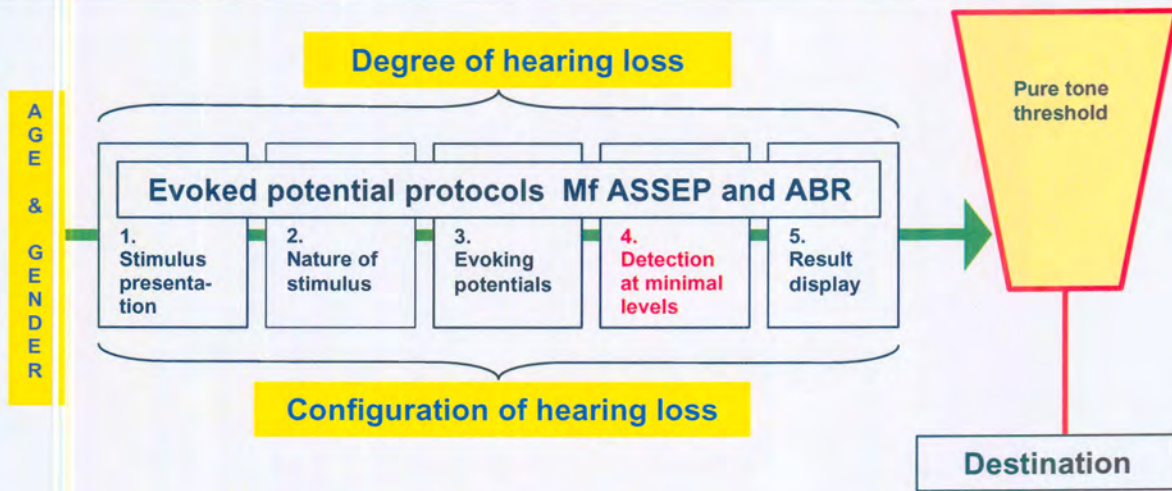 Degree of hearing loss
AGE & GENDER
Evoked potential protocols Mf ASSEP and ABR
1.
Stimulus
presenta-
tion
2.
Nature of
stimulus
3.
Evoking
potentials
4.
Detection
at minimal
levels
5.
Result
display
Configuration of hearing loss
Pure tone
threshold
Destination